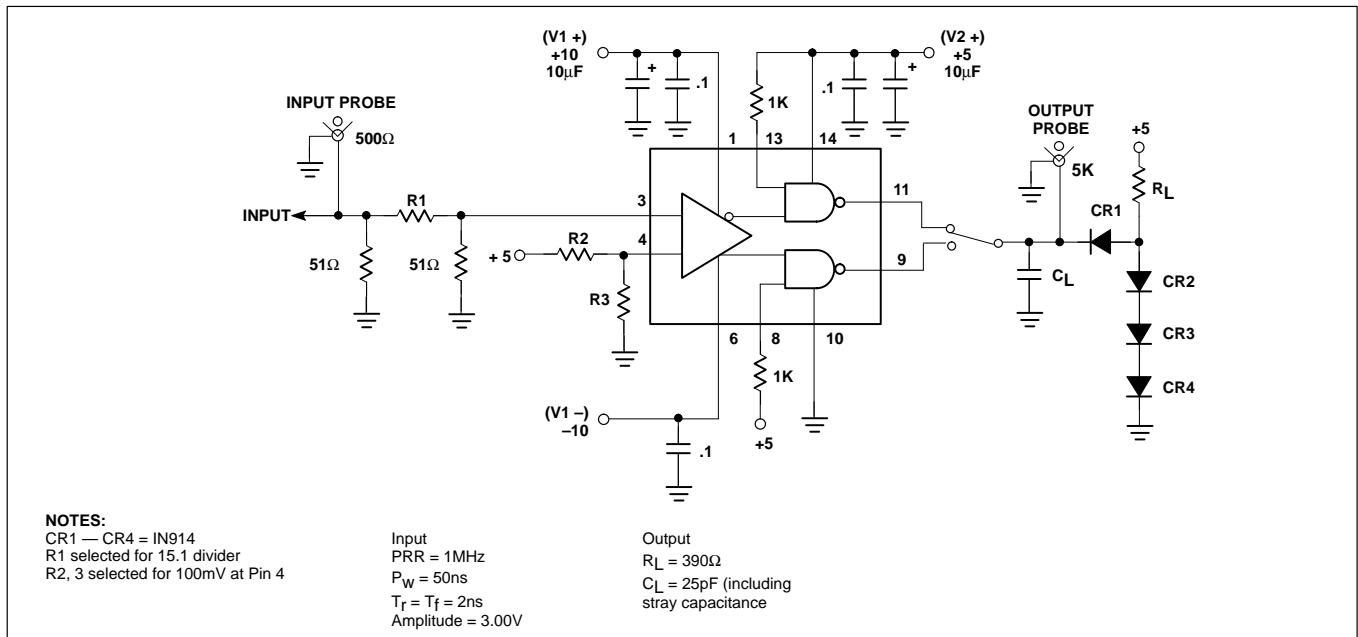 (V1 +)
+10
10µF
+
.1
(V2 +)
+5
10µF
+
.1
1K
INPUT PROBE
500Ω
OUTPUT
PROBE
5K
+5
RL
1
13
14
INPUT
R1
3
11
CR1
51Ω
51Ω
+ 5
R2
4
R3
9
CL
CR2
CR3
CR4
6
8
10
1K
+5
(V1 –)
–10
.1
NOTES:
CR1 — CR4 = IN914
R1 selected for 15.1 divider
R2, 3 selected for 100mV at Pin 4
Input
PRR = 1MHz
PW = 50ns
Tr = Tf = 2ns
Amplitude = 3.00V
Output
RL = 390Ω
CL = 25pF (including
stray capacitance